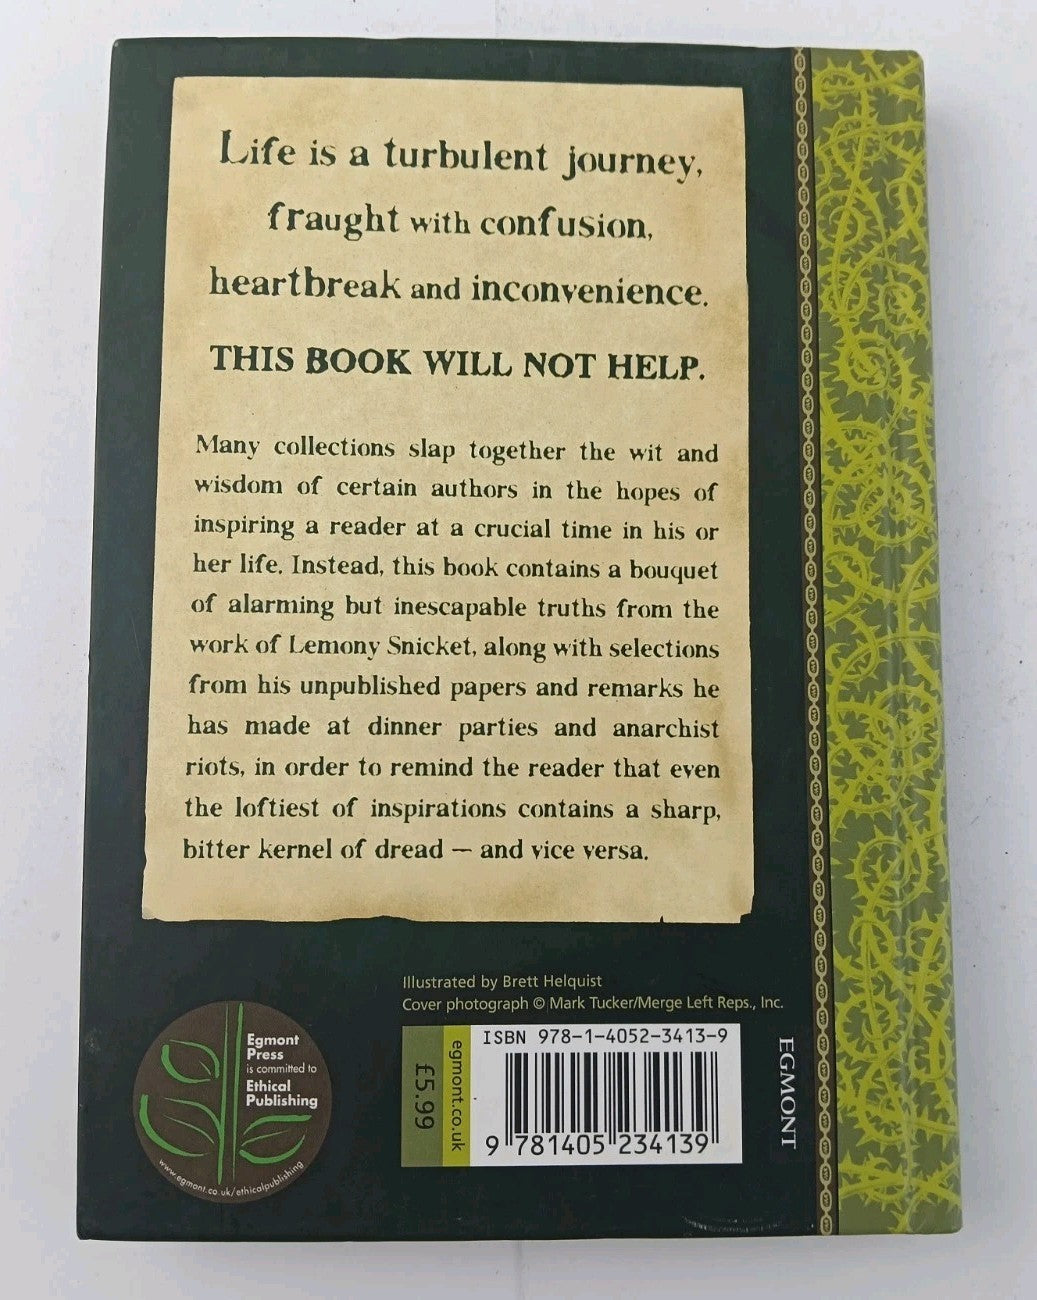 Life is a turbulent journey,
fraught with confusion,
heartbreak and inconvenience.
THIS BOOK WILL NOT HELP.
Many collections slap together the wit and
wisdom of certain authors in the hopes of
inspiring a reader at a crucial time in his or
her life. Instead, this book contains a bouquet
of alarming but inescapable truths from the
work of Lemony Snicket, along with selections
from his unpublished papers and remarks he
has made at dinner parties and anarchist
riots, in order to remind the reader that even
the loftiest of inspirations contains a sharp,
bitter kernel of dread — and vice versa.
Illustrated by Brett Helquist
Cover photograph © Mark Tucker/Merge Left Reps., Inc.
Egmont
Press
is committed to
Ethical
Publishing
www.egmont.co.uk/ethicalpublishing
£5.99
egmont.co.uk
ISBN 978-1-4052-3413-9
9 781405 234139
EGMONT